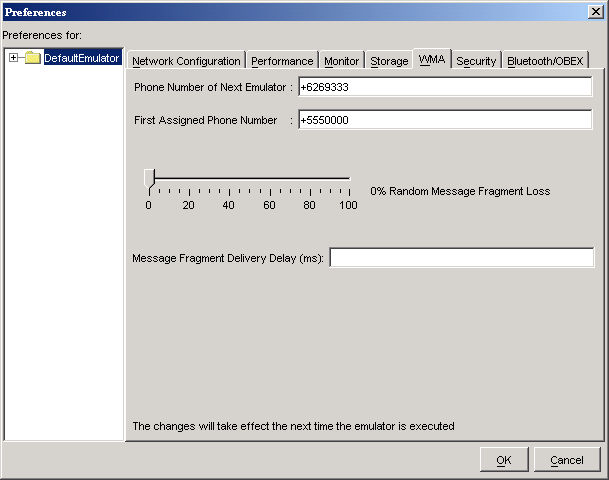 Preferences
Preferences for:
DefaultEmulator
Network Configuration Performance Monitor Storage WMA Security Bluetooth/OBEX
Phone Number of Next Emulator : +6269333
First Assigned Phone Number : +5550000
0% Random Message Fragment Loss
0 20 40 60 80 100
Message Fragment Delivery Delay (ms):
The changes will take effect the next time the emulator is executed
OK Cancel